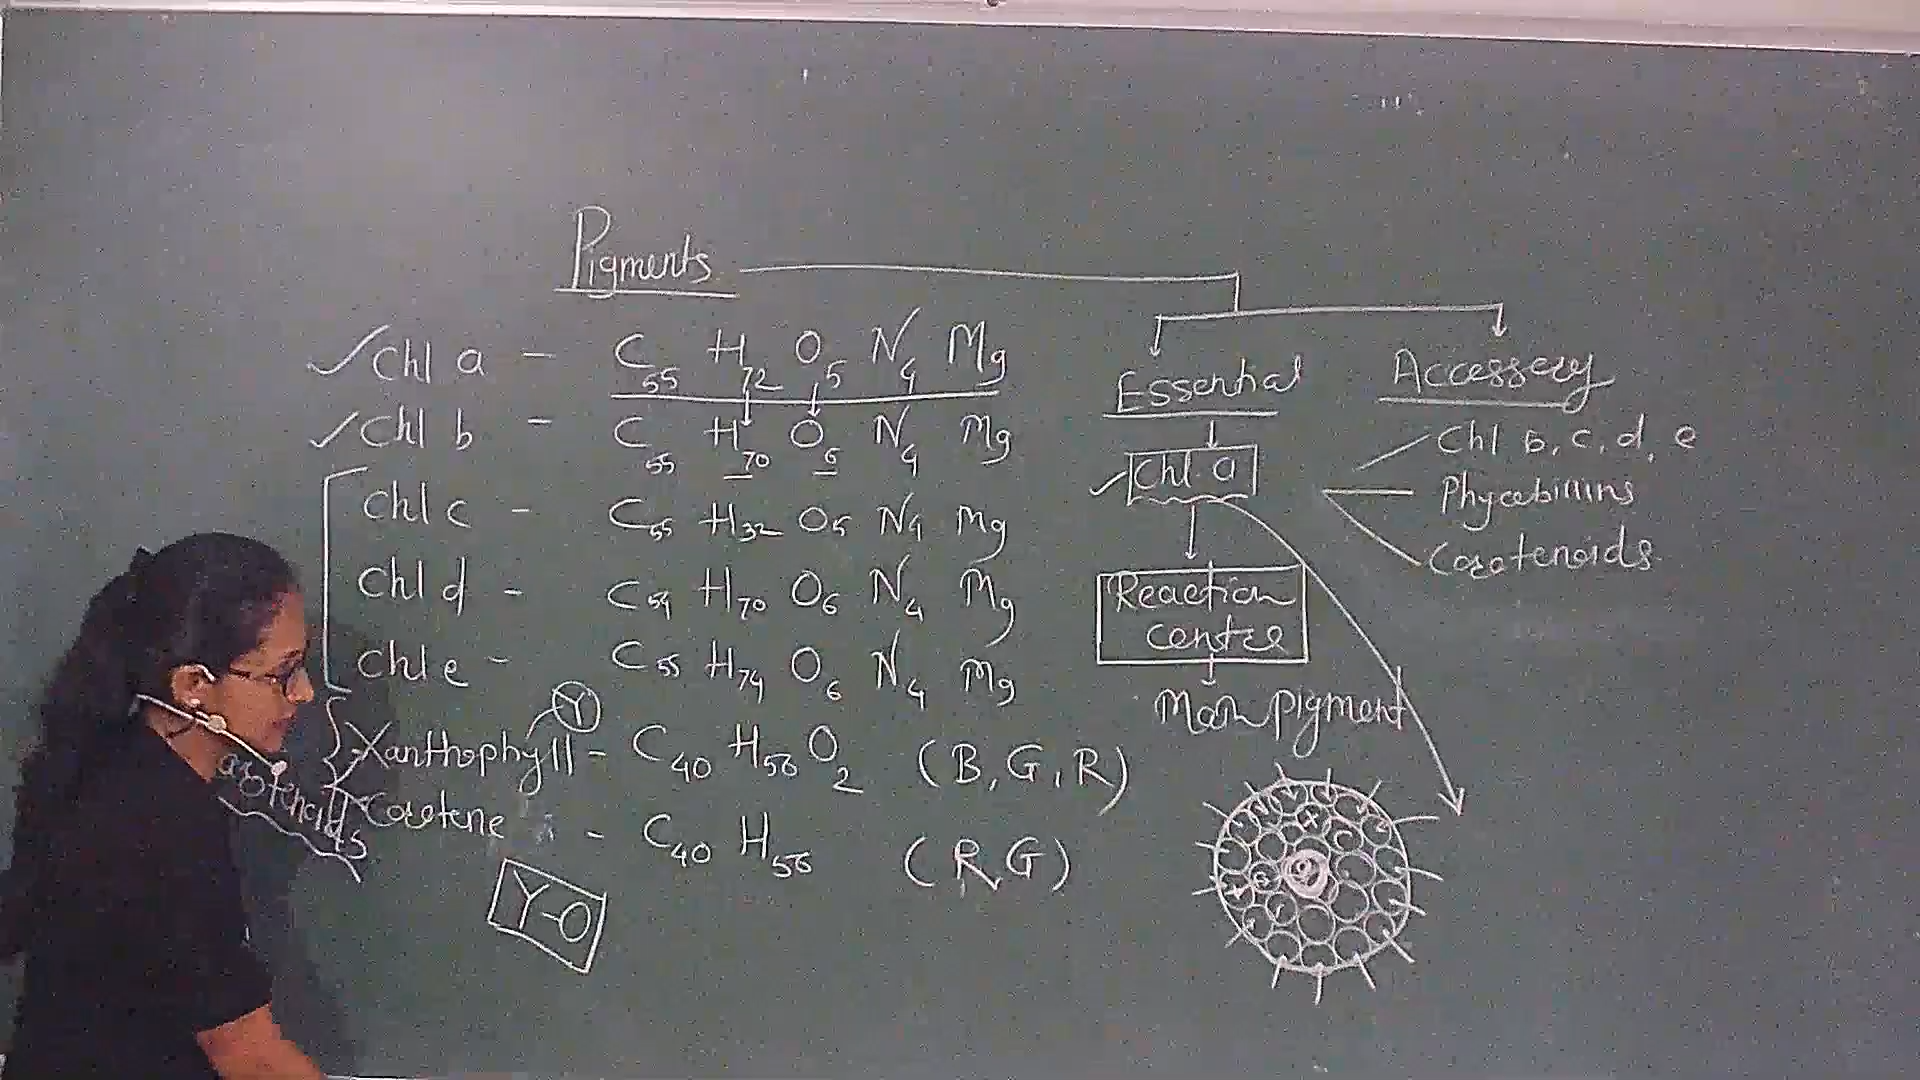 Pigments
Chl a - C55 H72 O5 N4 Mg
Chl b - C55 H70 O6 N4 Mg
Chl c - C55 H32 O5 N4 Mg
Chl d - C54 H70 O6 N4 Mg
Chl e - C55 H74 O6 N4 Mg
Y
Xanthophyll - C40 H56 O2 (B, G, R)
Carotene - C40 H56 (R, G)
arotenoids
Y-O
Essential
Chl a
Reaction
centre
Main pigment
Accessory
Chl b, c, d, e
Phycobilins
Carotenoids